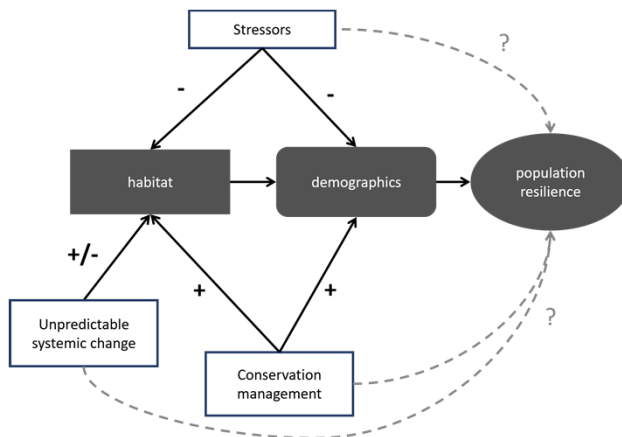 Stressors
?
-
-
habitat
demographics
population
resilience
+/-
+
+
?
Unpredictable
systemic change
Conservation
management